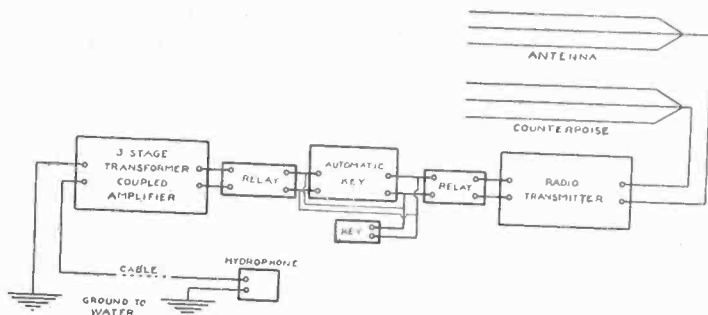 ANTENNA
COUNTERPOISE
3 STAGE
TRANSFORMER
COUPLED
AMPLIFIER
RELAY
AUTOMATIC
KEY
RELAY
RADIO
TRANSMITTER
KEY
CABLE
HYDROPHONE
GROUND TO
WATER